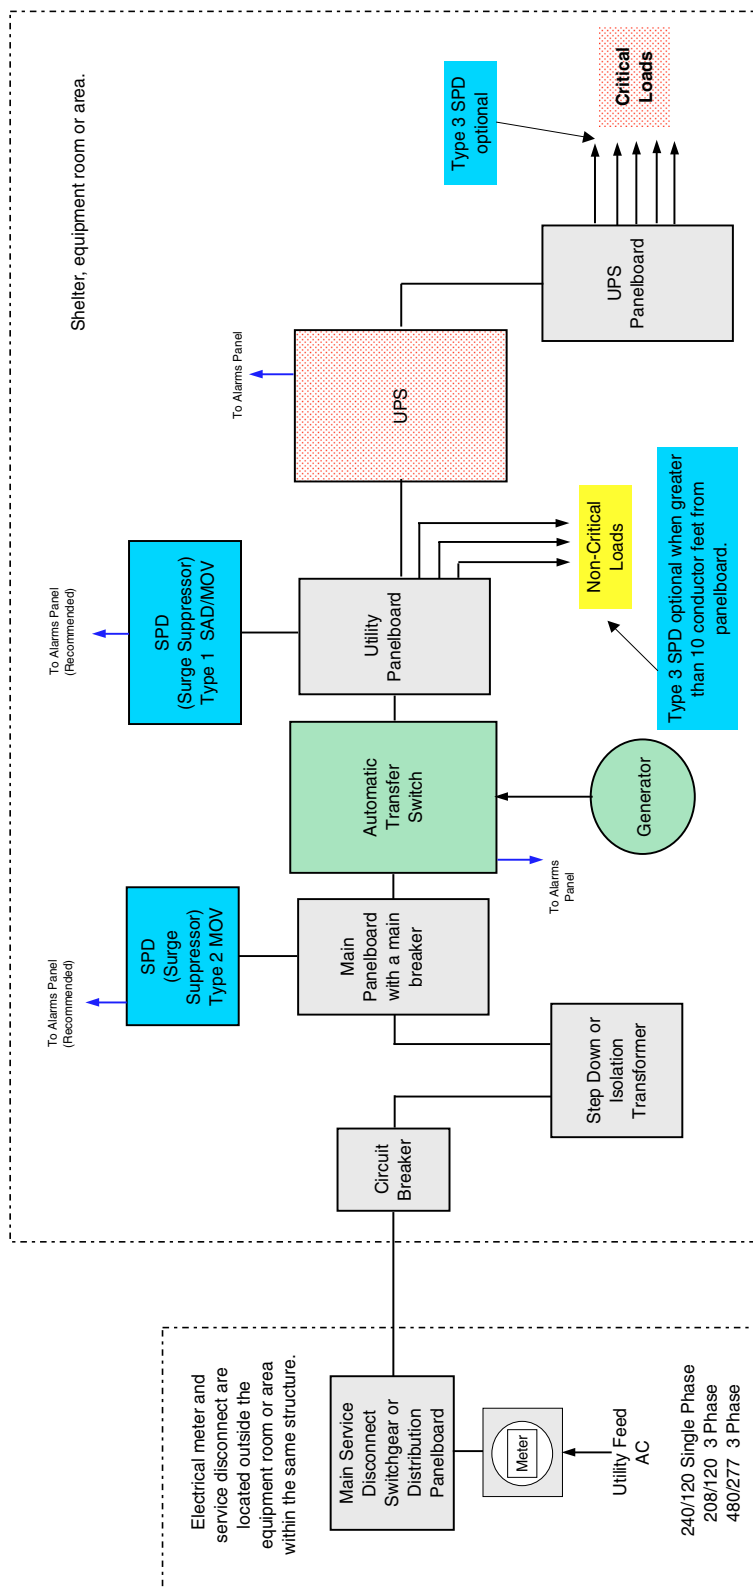 Shelter, equipment room or area.
Electrical meter and
service disconnect are
located outside the
equipment room or area
within the same structure.
Main Service
Disconnect
Switchgear or
Distribution
Panelboard
Meter
Utility Feed
AC
240/120 Single Phase
208/120  3 Phase
480/277  3 Phase
Circuit
Breaker
Step Down or
Isolation
Transformer
To Alarms Panel
(Recommended)
SPD
(Surge
Suppressor)
Type 2 MOV
Main
Panelboard
with a main
breaker
Automatic
Transfer
Switch
To Alarms
Panel
Generator
To Alarms Panel
(Recommended)
SPD
(Surge Suppressor)
Type 1  SAD/MOV
Utility
Panelboard
Non-Critical
Loads
Type 3 SPD optional when greater
than 10 conductor feet from
panelboard.
To Alarms Panel
UPS
UPS
Panelboard
Type 3 SPD
optional
Critical
Loads